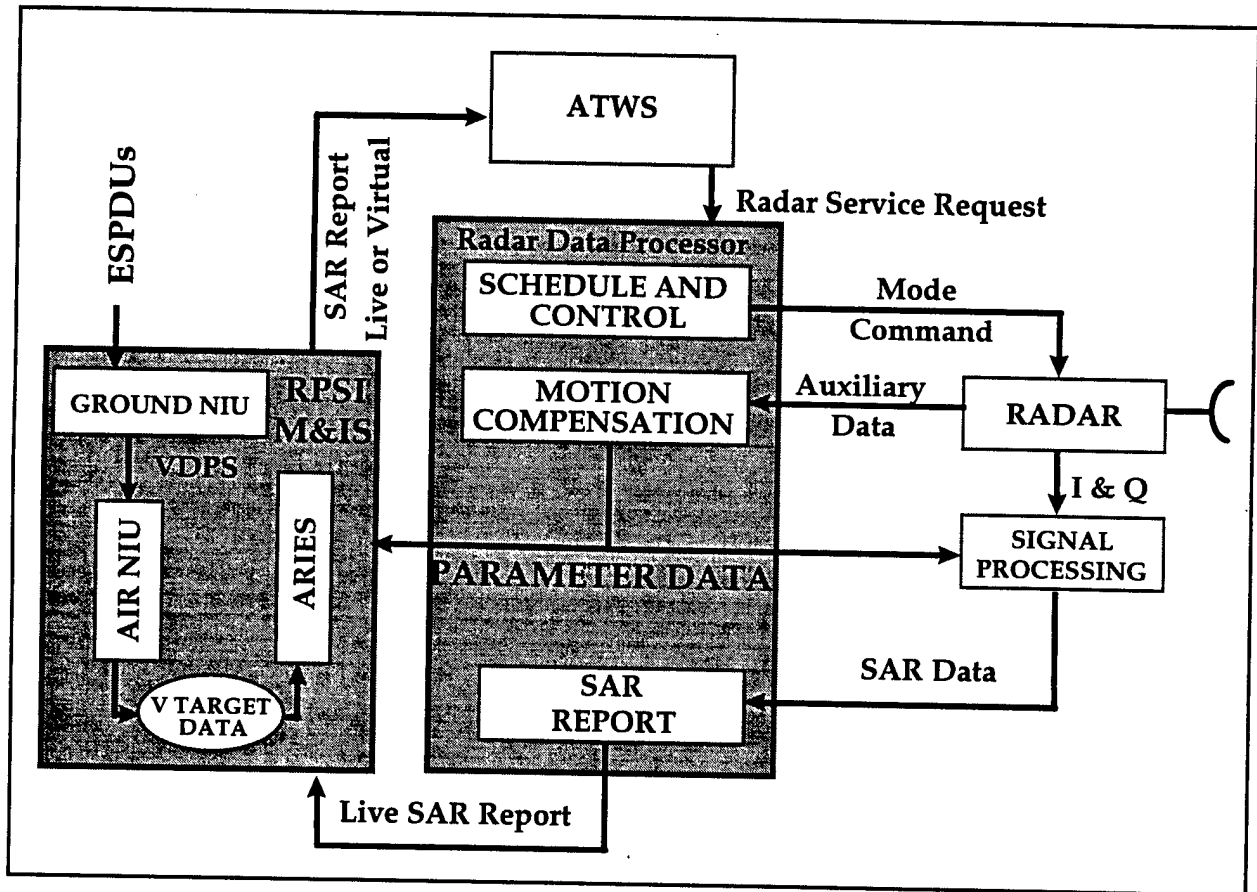 ATWS
ESPDUs
SAR Report
Live or Virtual
Radar Service Request
Radar Data Processor
SCHEDULE AND
CONTROL
Mode
Command
GROUND NIU
RPSI
M&IS
MOTION
COMPENSATION
Auxiliary
Data
RADAR
VDPS
I & Q
AIR NIU
ARIES
SIGNAL
PROCESSING
PARAMETER DATA
V TARGET
DATA
SAR
REPORT
SAR Data
Live SAR Report